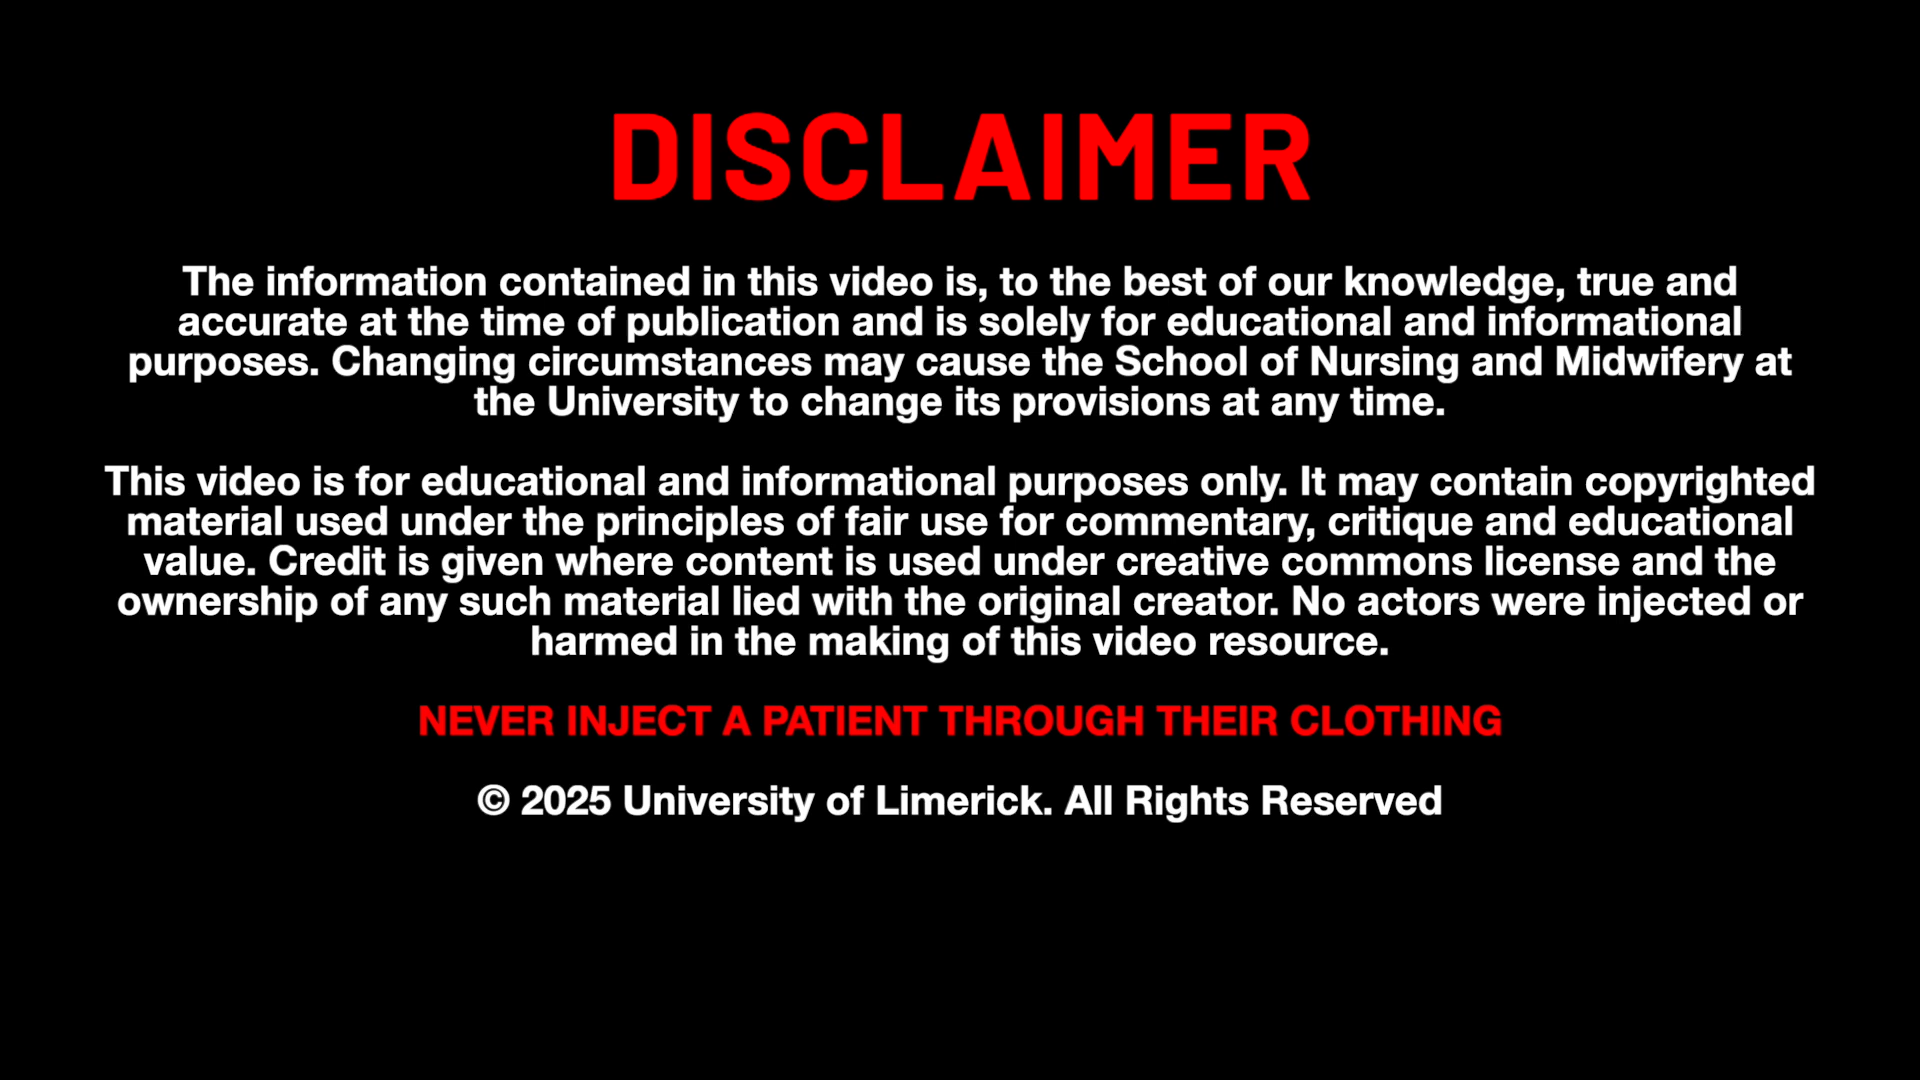 DISCLAIMER
The information contained in this video is, to the best of our knowledge, true and
accurate at the time of publication and is solely for educational and informational
purposes. Changing circumstances may cause the School of Nursing and Midwifery at
the University to change its provisions at any time.
This video is for educational and informational purposes only. It may contain copyrighted
material used under the principles of fair use for commentary, critique and educational
value. Credit is given where content is used under creative commons license and the
ownership of any such material lied with the original creator. No actors were injected or
harmed in the making of this video resource.
NEVER INJECT A PATIENT THROUGH THEIR CLOTHING
© 2025 University of Limerick. All Rights Reserved